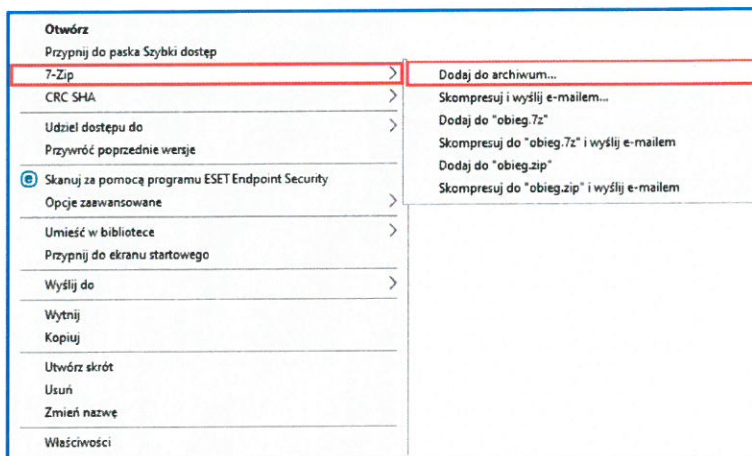 Otwórz
Przypnij do paska Szybki dostęp
7-Zip
CRC SHA
Udziel dostępu do
Przywróć poprzednie wersje
Skanuj za pomocą programu ESET Endpoint Security
Opcje zaawansowane
Umieść w bibliotece
Przypnij do ekranu startowego
Wyślij do
Wytnij
Kopiuj
Utwórz skrót
Usuń
Zmień nazwę
Właściwości
Dodaj do archiwum...
Skompresuj i wyślij e-mailem...
Dodaj do "obieg.7z"
Skompresuj do "obieg.7z" i wyślij e-mailem
Dodaj do "obieg.zip"
Skompresuj do "obieg.zip" i wyślij e-mailem